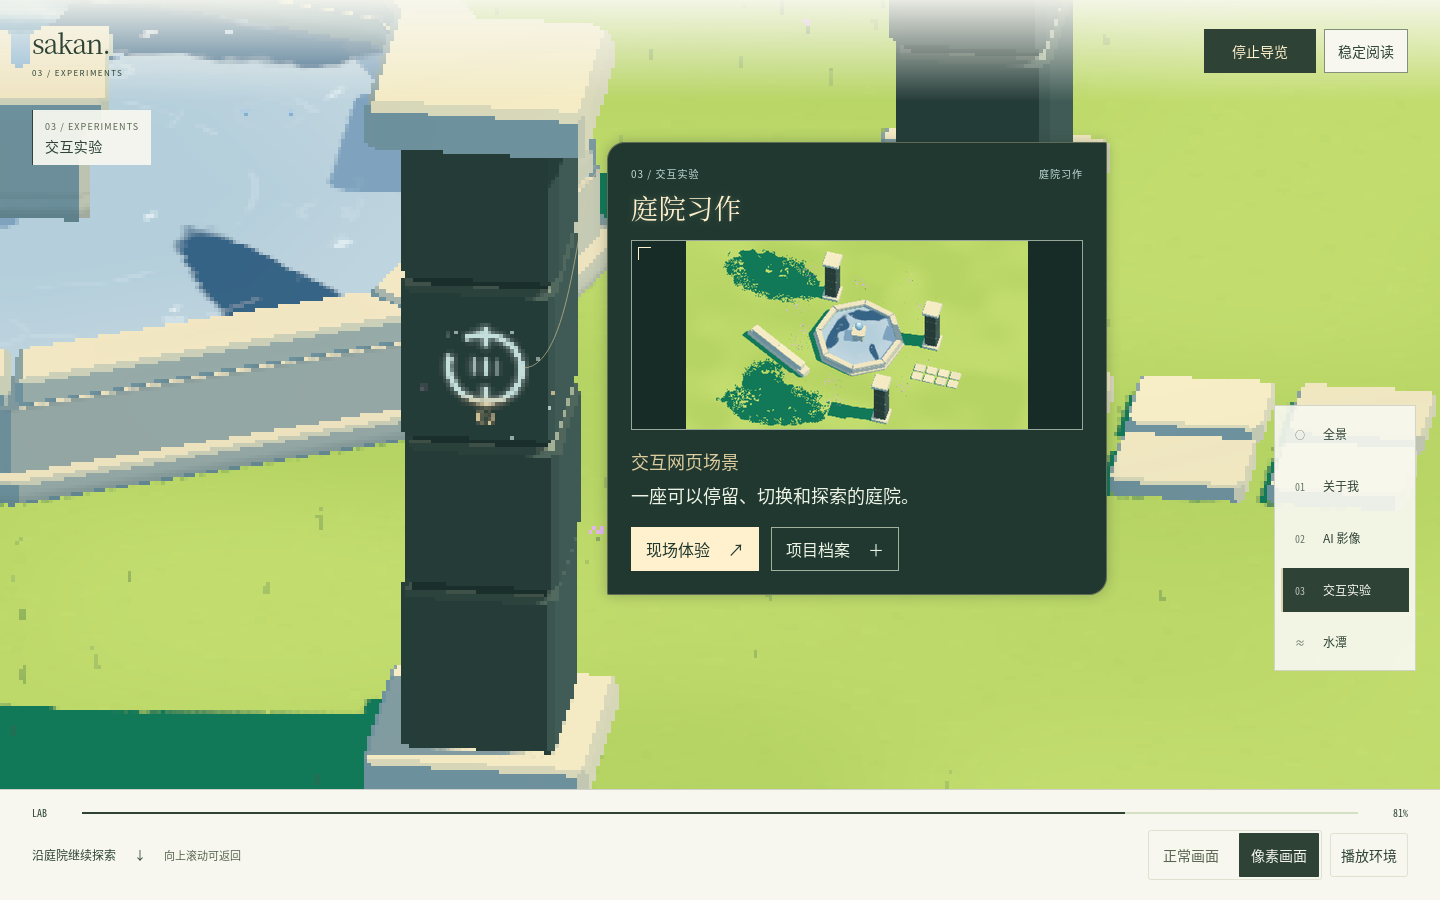 sakan.
03 / EXPERIMENTS
停止导览
稳定阅读
03 / EXPERIMENTS
交互实验
03 / 交互实验
庭院习作
庭院习作
交互网页场景
一座可以停留、切换和探索的庭院。
现场体验 ↗
项目档案 ＋
全景
01 关于我
02 AI 影像
03 交互实验
≈ 水潭
LAB
81%
沿庭院继续探索 ↓ 向上滚动可返回
正常画面
像素画面
播放环境